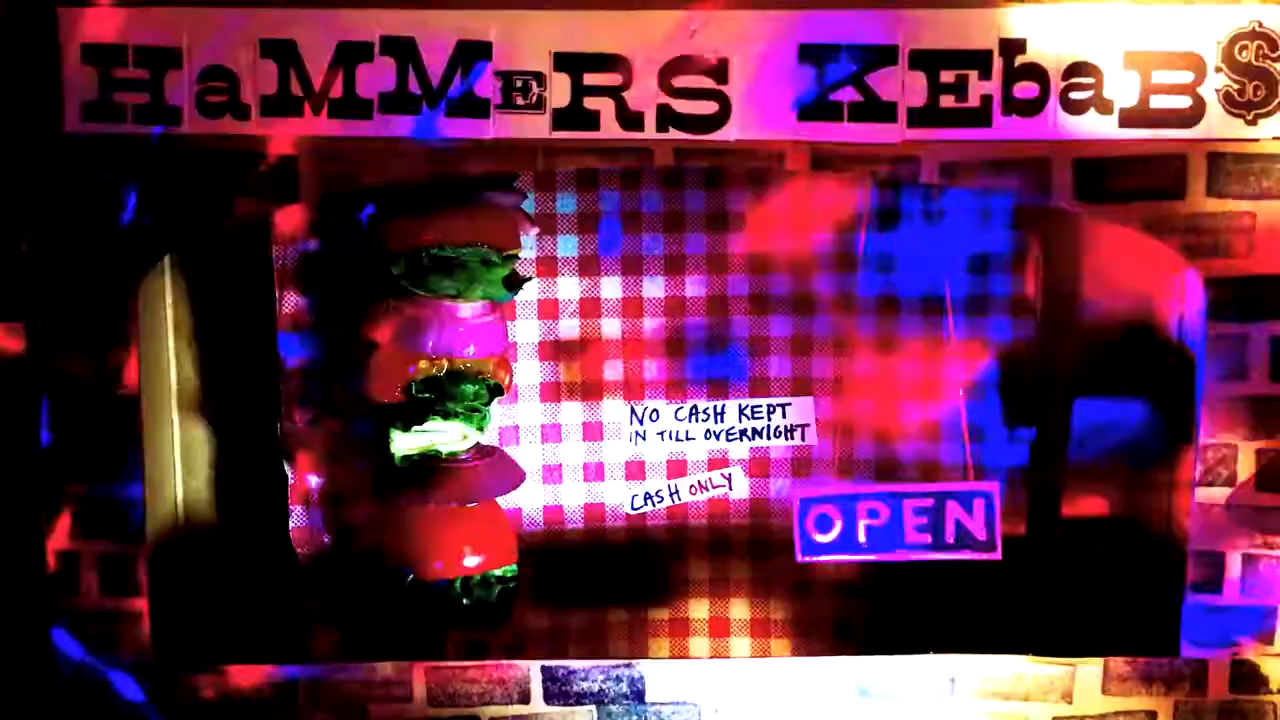 HaMMERS KEbaB$
NO CASH KEPT
IN TILL OVERNIGHT
CASH ONLY
OPEN